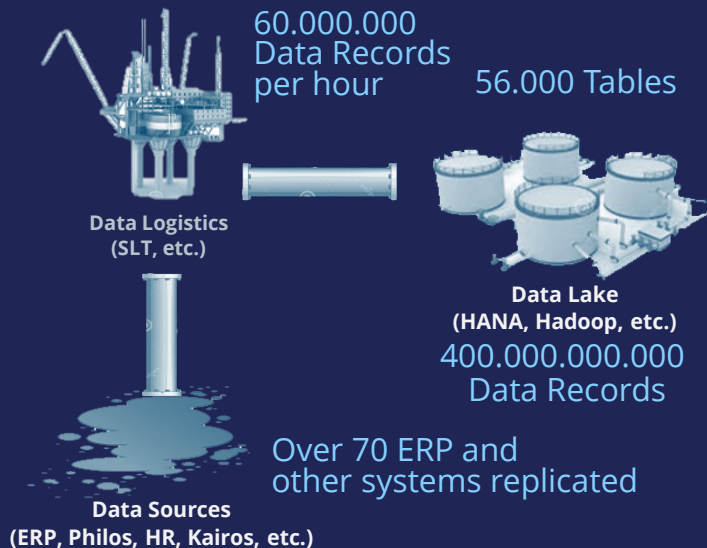 60.000.000
Data Records
per hour
56.000 Tables
Data Logistics
(SLT, etc.)
Data Lake
(HANA, Hadoop, etc.)
400.000.000.000
Data Records
Over 70 ERP and
other systems replicated
Data Sources
(ERP, Philos, HR, Kairos, etc.)